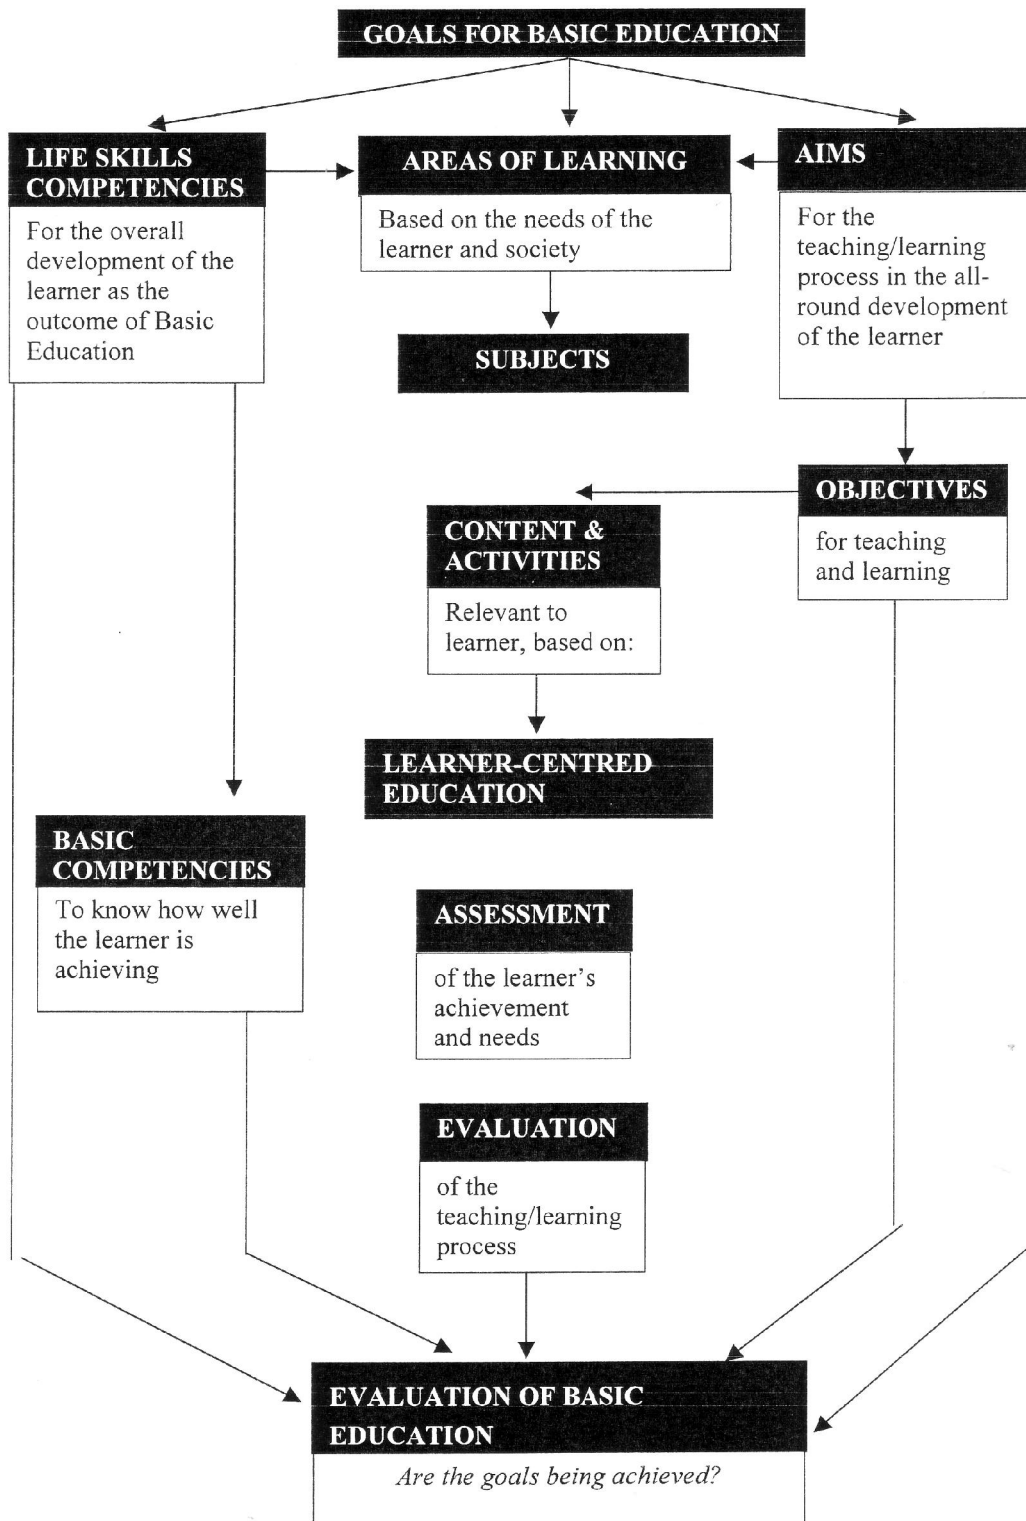 GOALS FOR BASIC EDUCATION
LIFE SKILLS
COMPETENCIES
For the overall
development of the
learner as the
outcome of Basic
Education
AREAS OF LEARNING
Based on the needs of the
learner and society
AIMS
For the
teaching/learning
process in the all-
round development
of the learner
SUBJECTS
OBJECTIVES
for teaching
and learning
CONTENT &
ACTIVITIES
Relevant to
learner, based on:
LEARNER-CENTRED
EDUCATION
BASIC
COMPETENCIES
To know how well
the learner is
achieving
ASSESSMENT
of the learner's
achievement
and needs
EVALUATION
of the
teaching/learning
process
EVALUATION OF BASIC
EDUCATION
Are the goals being achieved?